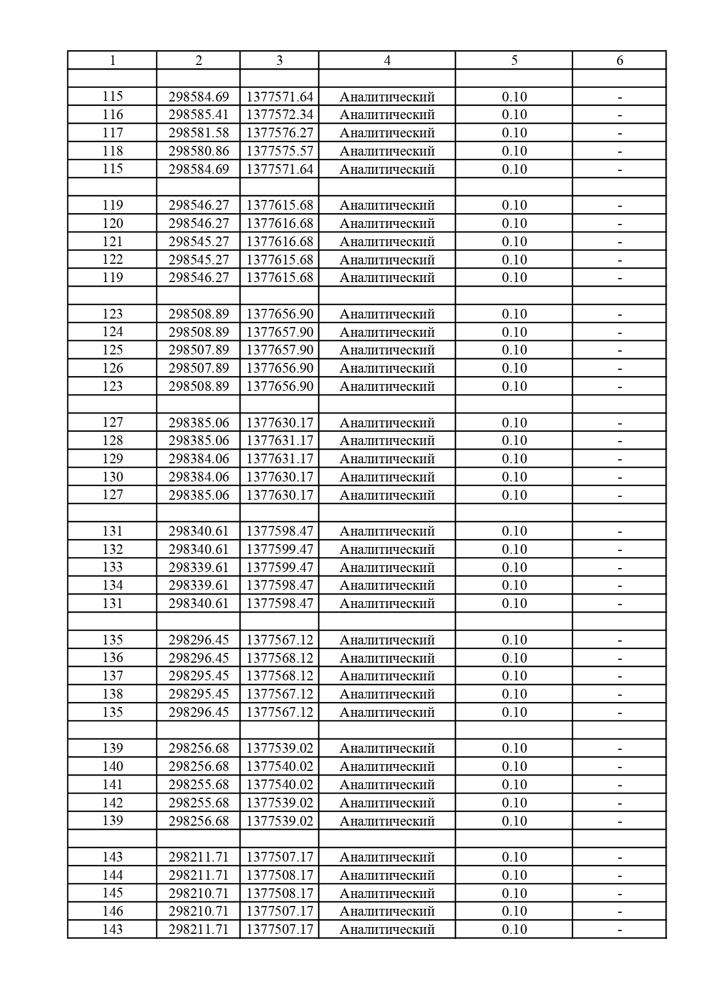 1 2 3 4 5 6
115 298584.69 1377571.64 Аналитический 0.10 -
116 298585.41 1377572.34 Аналитический 0.10 -
117 298581.58 1377576.27 Аналитический 0.10 -
118 298580.86 1377575.57 Аналитический 0.10 -
115 298584.69 1377571.64 Аналитический 0.10 -
119 298546.27 1377615.68 Аналитический 0.10 -
120 298546.27 1377616.68 Аналитический 0.10 -
121 298545.27 1377616.68 Аналитический 0.10 -
122 298545.27 1377615.68 Аналитический 0.10 -
119 298546.27 1377615.68 Аналитический 0.10 -
123 298508.89 1377656.90 Аналитический 0.10 -
124 298508.89 1377657.90 Аналитический 0.10 -
125 298507.89 1377657.90 Аналитический 0.10 -
126 298507.89 1377656.90 Аналитический 0.10 -
123 298508.89 1377656.90 Аналитический 0.10 -
127 298385.06 1377630.17 Аналитический 0.10 -
128 298385.06 1377631.17 Аналитический 0.10 -
129 298384.06 1377631.17 Аналитический 0.10 -
130 298384.06 1377630.17 Аналитический 0.10 -
127 298385.06 1377630.17 Аналитический 0.10 -
131 298340.61 1377598.47 Аналитический 0.10 -
132 298340.61 1377599.47 Аналитический 0.10 -
133 298339.61 1377599.47 Аналитический 0.10 -
134 298339.61 1377598.47 Аналитический 0.10 -
131 298340.61 1377598.47 Аналитический 0.10 -
135 298296.45 1377567.12 Аналитический 0.10 -
136 298296.45 1377568.12 Аналитический 0.10 -
137 298295.45 1377568.12 Аналитический 0.10 -
138 298295.45 1377567.12 Аналитический 0.10 -
135 298296.45 1377567.12 Аналитический 0.10 -
139 298256.68 1377539.02 Аналитический 0.10 -
140 298256.68 1377540.02 Аналитический 0.10 -
141 298255.68 1377540.02 Аналитический 0.10 -
142 298255.68 1377539.02 Аналитический 0.10 -
139 298256.68 1377539.02 Аналитический 0.10 -
143 298211.71 1377507.17 Аналитический 0.10 -
144 298211.71 1377508.17 Аналитический 0.10 -
145 298210.71 1377508.17 Аналитический 0.10 -
146 298210.71 1377507.17 Аналитический 0.10 -
143 298211.71 1377507.17 Аналитический 0.10 -